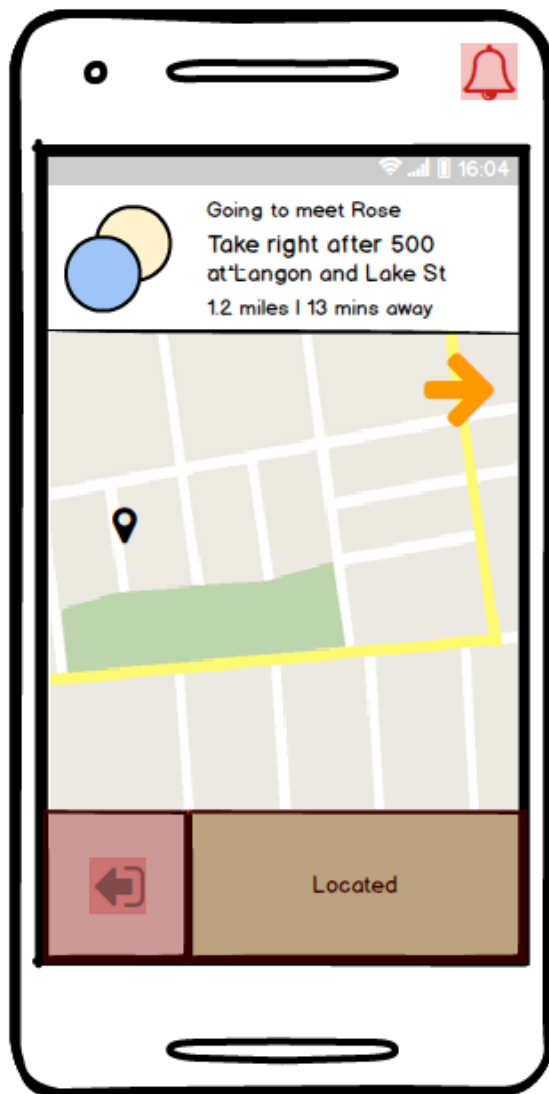 16:04
Going to meet Rose
Take right after 500
at Langon and Lake St
1.2 miles | 13 mins away
Located